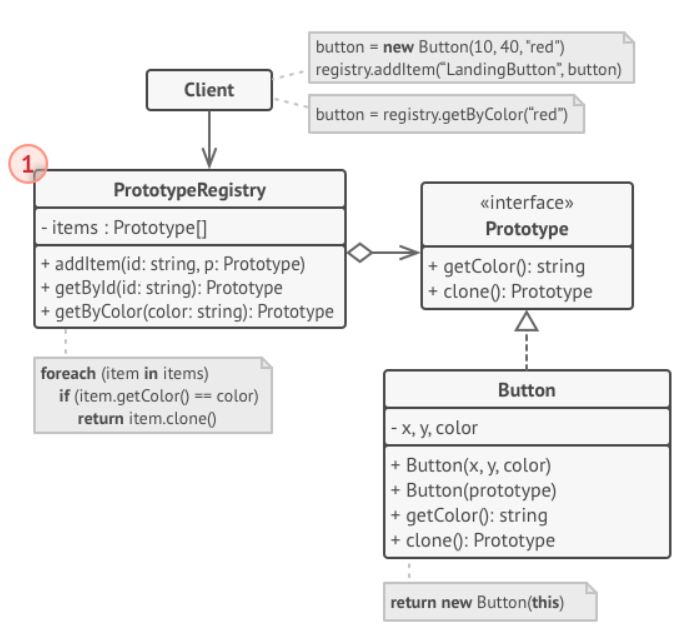 button = new Button(10, 40, "red")
registry.addItem(“LandingButton”, button)
Client
button = registry.getByColor(“red”)
1
PrototypeRegistry
- items : Prototype[]
+ addItem(id: string, p: Prototype)
+ getById(id: string): Prototype
+ getByColor(color: string): Prototype
foreach (item in items)
if (item.getColor() == color)
return item.clone()
«interface»
Prototype
+ getColor(): string
+ clone(): Prototype
Button
- x, y, color
+ Button(x, y, color)
+ Button(prototype)
+ getColor(): string
+ clone(): Prototype
return new Button(this)